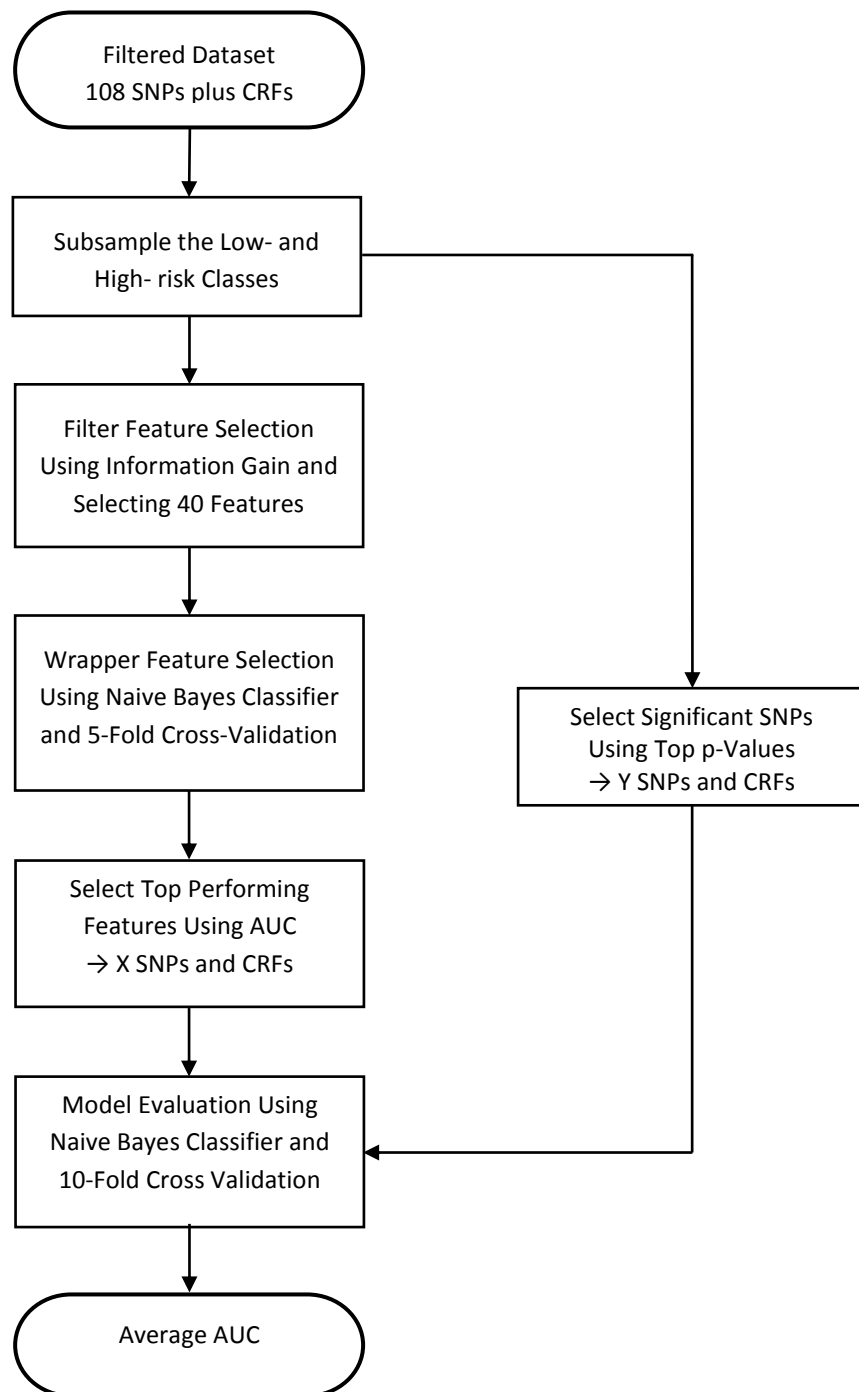 Filtered Dataset
108 SNPs plus CRFs
Subsample the Low- and
High- risk Classes
Filter Feature Selection
Using Information Gain and
Selecting 40 Features
Wrapper Feature Selection
Using Naive Bayes Classifier
and 5-Fold Cross-Validation
Select Significant SNPs
Using Top p-Values
→ Y SNPs and CRFs
Select Top Performing
Features Using AUC
→ X SNPs and CRFs
Model Evaluation Using
Naive Bayes Classifier and
10-Fold Cross Validation
Average AUC